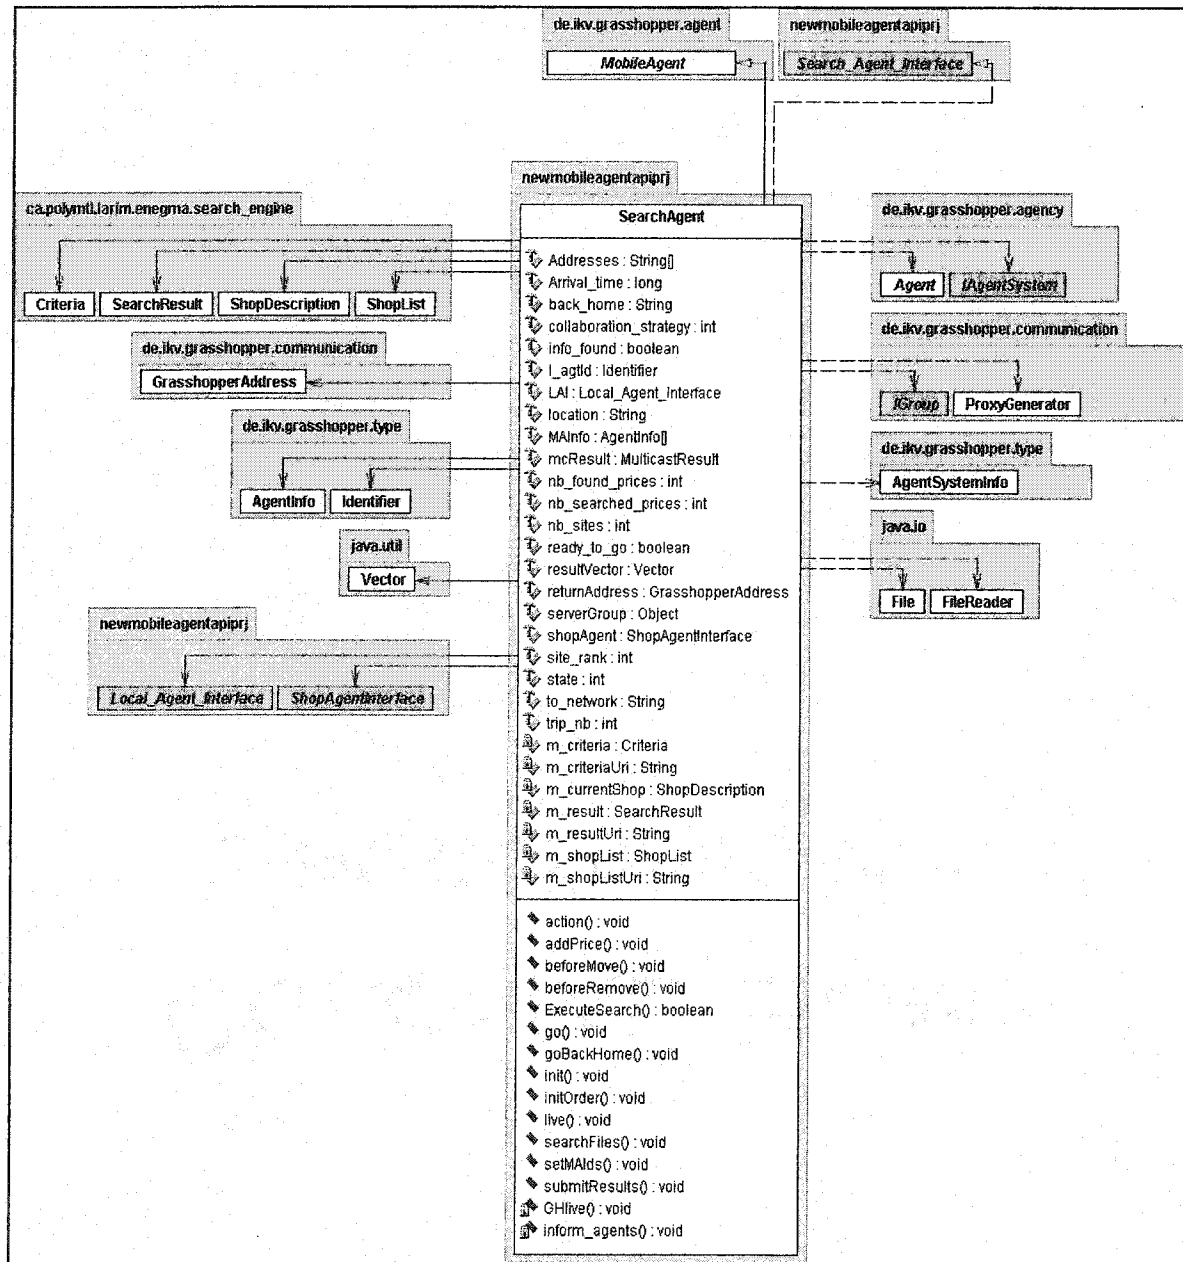 de.ikv.grasshopper.agent
MobileAgent
newmobileagentapiprj
Search_Agent_Interface
ca.polymtl.larim.enegma.search_engine
Criteria
SearchResult
ShopDescription
ShopList
de.ikv.grasshopper.communication
GrasshopperAddress
de.ikv.grasshopper.type
AgentInfo
Identifier
java.util
Vector
newmobileagentapiprj
Local_Agent_Interface
ShopAgentInterface
newmobileagentapiprj
SearchAgent
Addresses : String[]
Arrival_time : long
back_home : String
collaboration_strategy : int
info_found : boolean
l_agtId : Identifier
LAI : Local_Agent_Interface
location : String
MAInfo : AgentInfo[]
mcResult : MulticastResult
nb_found_prices : int
nb_searched_prices : int
nb_sites : int
ready_to_go : boolean
resultVector : Vector
returnAddress : GrasshopperAddress
serverGroup : Object
shopAgent : ShopAgentInterface
site_rank : int
state : int
to_network : String
trip_nb : int
m_criteria : Criteria
m_criteriaUri : String
m_currentShop : ShopDescription
m_result : SearchResult
m_resultUri : String
m_shopList : ShopList
m_shopListUri : String
action() : void
addPrice() : void
beforeMove() : void
beforeRemove() : void
ExecuteSearch() : boolean
go() : void
goBackHome() : void
init() : void
initOrder() : void
live() : void
searchFiles() : void
setMAIds() : void
submitResults() : void
GHlive() : void
inform_agents() : void
de.ikv.grasshopper.agency
Agent
IAgentSystem
de.ikv.grasshopper.communication
IGroup
ProxyGenerator
de.ikv.grasshopper.type
AgentSystemInfo
java.io
File
FileReader